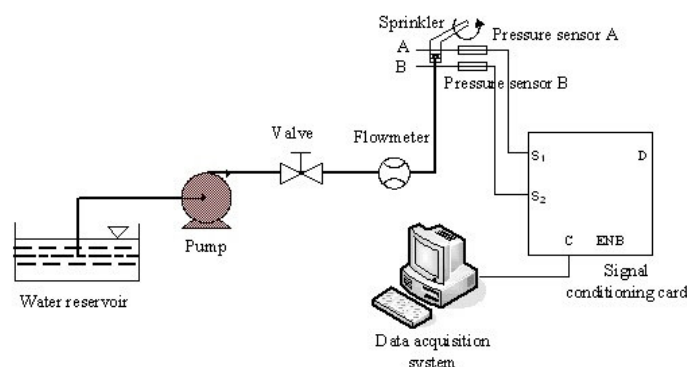 Sprinkler
Pressure sensor A
A
B
Pressure sensor B
Valve
Flowmeter
S1
D
S2
Pump
C ENB
Water reservoir
Signal
conditioning card
Data acquisition
system